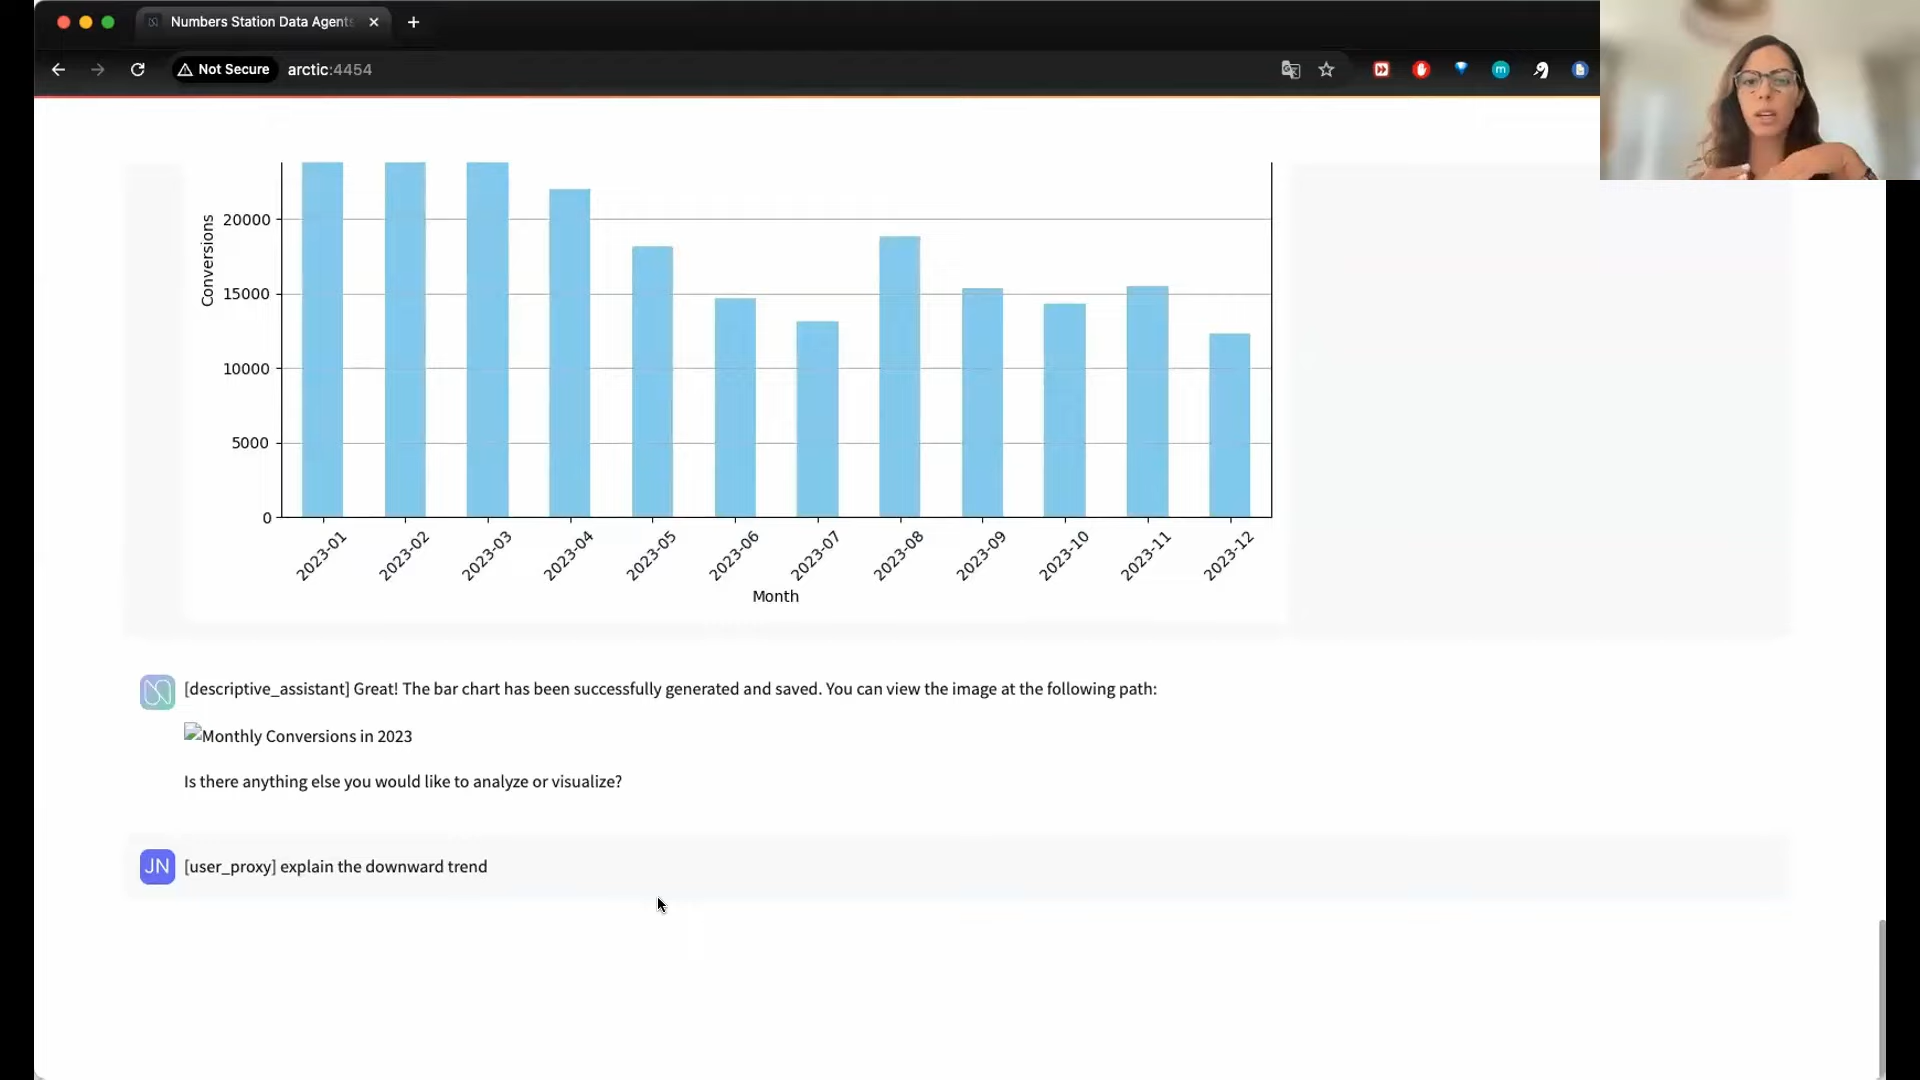 Numbers Station Data Agents
Not Secure arctic:4454
Conversions
20000
15000
10000
5000
0
2023-01
2023-02
2023-03
2023-04
2023-05
2023-06
2023-07
2023-08
2023-09
2023-10
2023-11
2023-12
Month
[descriptive_assistant] Great! The bar chart has been successfully generated and saved. You can view the image at the following path:
Monthly Conversions in 2023
Is there anything else you would like to analyze or visualize?
JN [user_proxy] explain the downward trend